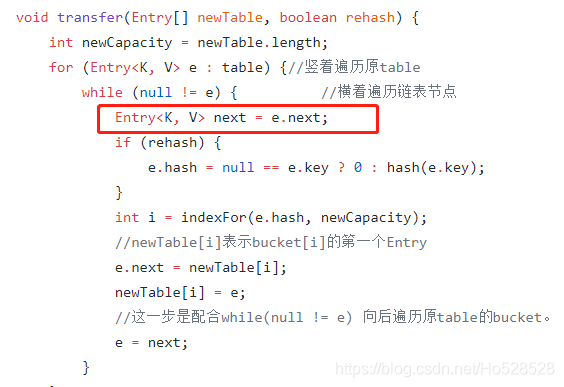 void transfer(Entry[] newTable, boolean rehash) {
int newCapacity = newTable.length;
for (Entry<K, V> e : table) {//竖着遍历原table
while (null != e) { //横着遍历链表节点
Entry<K, V> next = e.next;
if (rehash) {
e.hash = null == e.key ? 0 : hash(e.key);
}
int i = indexFor(e.hash, newCapacity);
//newTable[i]表示bucket[i]的第一个Entry
e.next = newTable[i];
newTable[i] = e;
//这一步是配合while(null != e) 向后遍历原table的bucket。
e = next;
}
https://blog.csdn.net/Ho528528